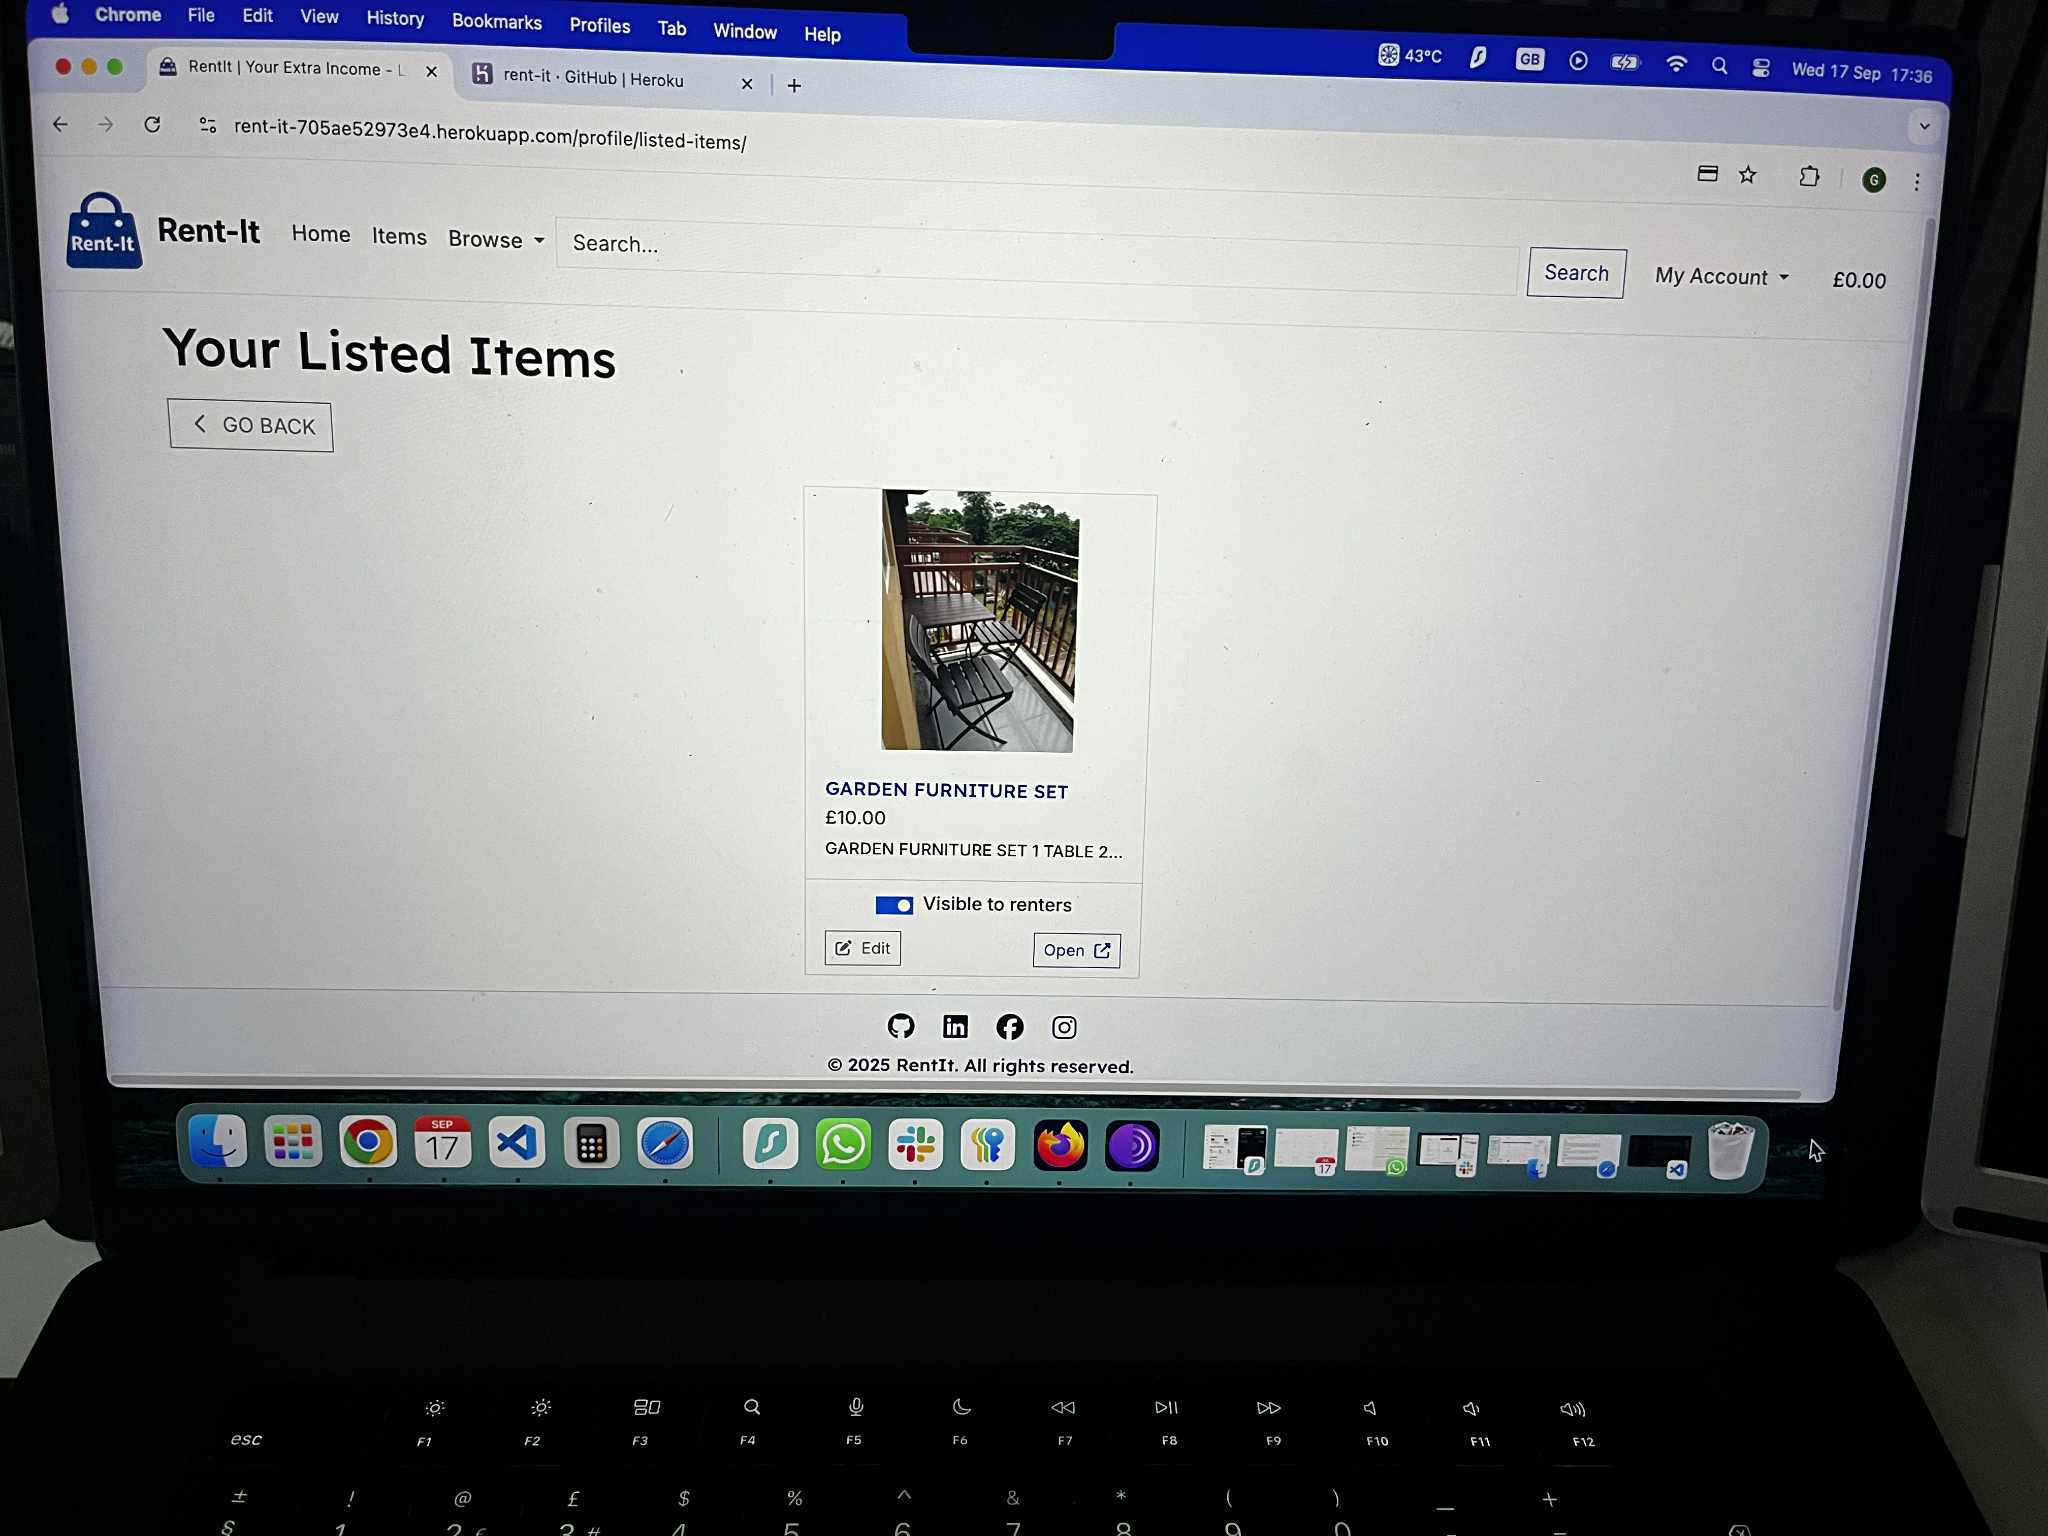 Chrome File Edit View History Bookmarks Profiles Tab Window Help 43°C GB Wed 17 Sep 17:36
RentIt | Your Extra Income - L rent-it · GitHub | Heroku
rent-it-705ae52973e4.herokuapp.com/profile/listed-items/
G
Rent-It Rent-It Home Items Browse Search... Search My Account £0.00
Your Listed Items
GO BACK
GARDEN FURNITURE SET
£10.00
GARDEN FURNITURE SET 1 TABLE 2...
Visible to renters
Edit Open
© 2025 RentIt. All rights reserved.
SEP
17
17
esc F1 F2 F3 F4 F5 F6 F7 F8 F9 F10 F11 F12
± ! @ £ $ % ^ & * ( ) _ +
§ 1 2 € 3 # 4 5 6 7 8 9 0 - =